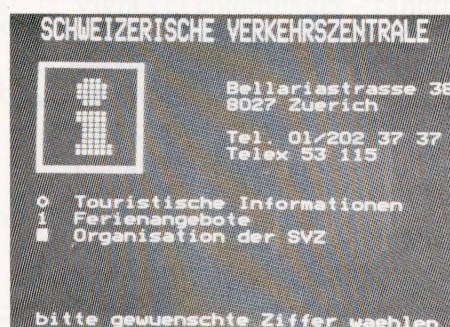 SCHWEIZERISCHE VERKEHRSZENTRALE
i
Bellariastrasse 38
8027 Zuerich
Tel. 01/202 37 37
Telex 53 115
0 Touristische Informationen
1 Ferienangebote
■ Organisation der SVZ
bitte gewuenschte Ziffer waehlen